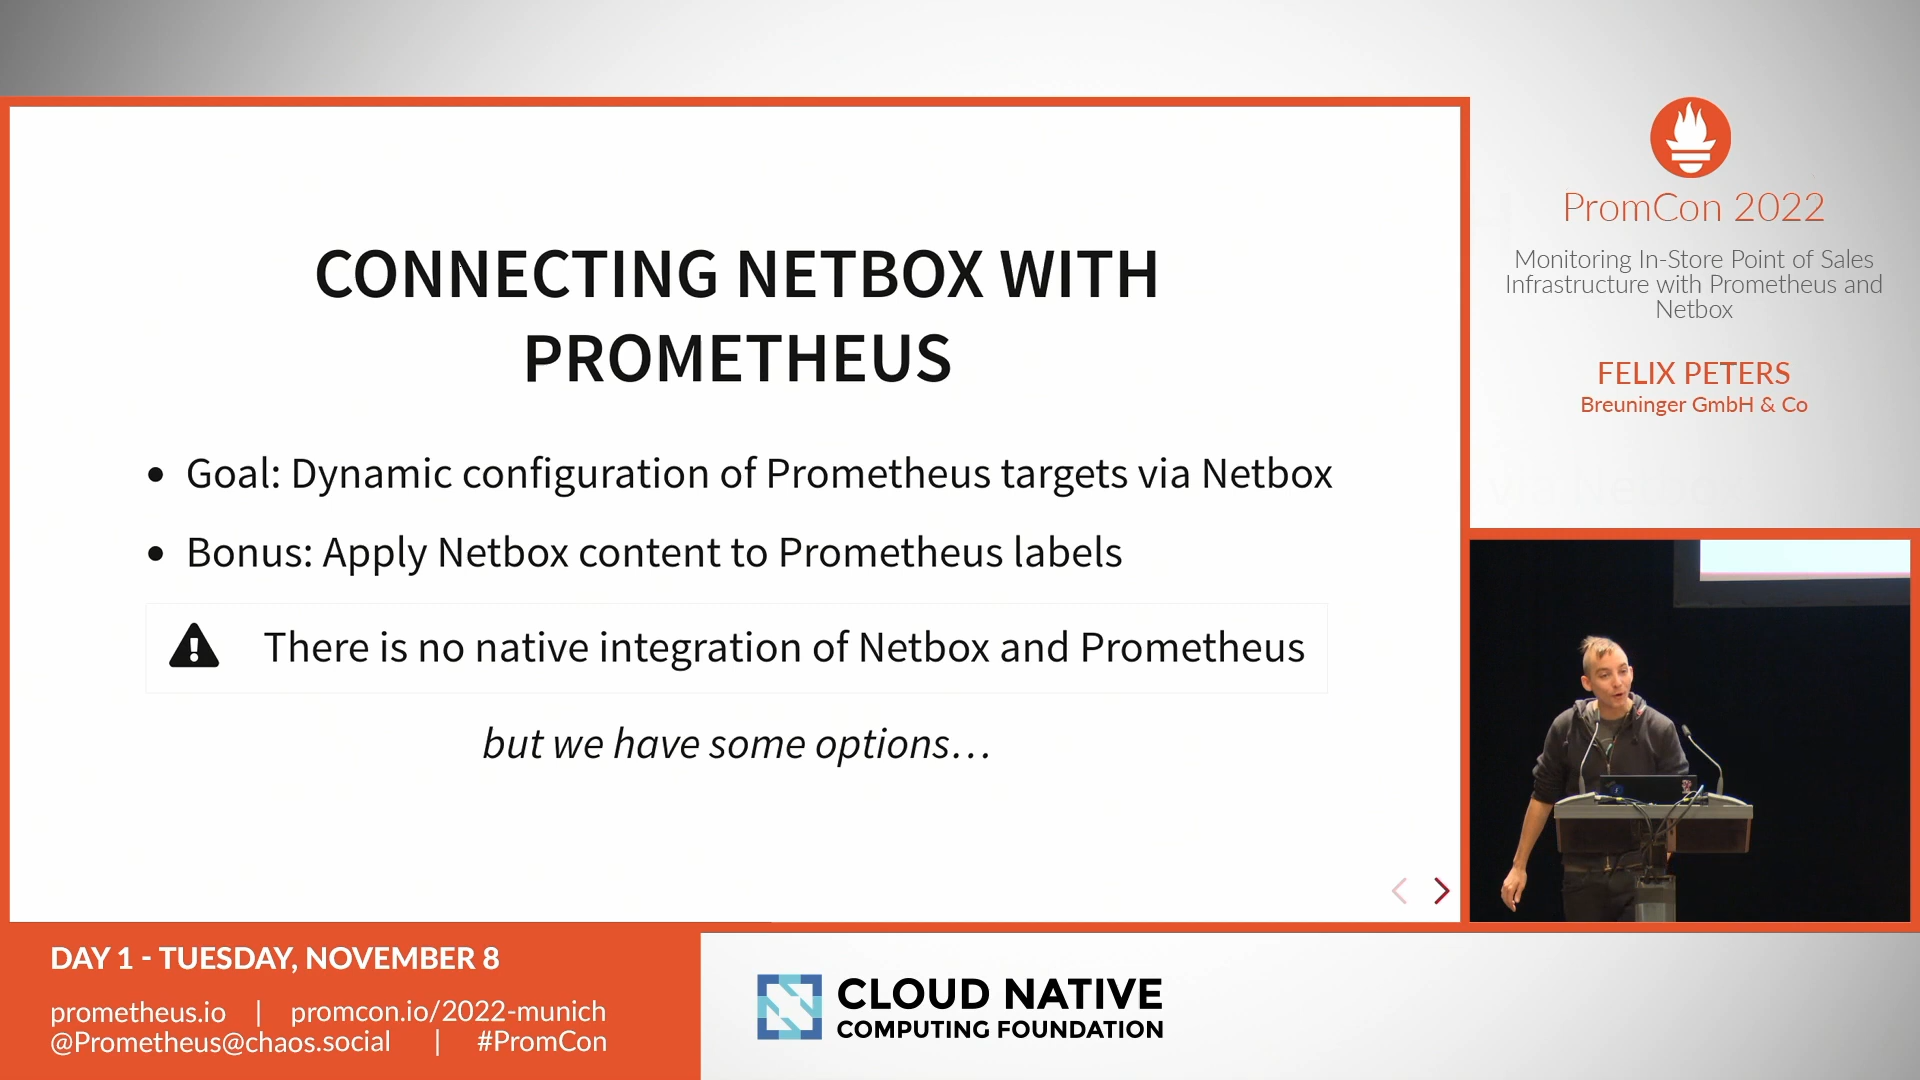 CONNECTING NETBOX WITH
PROMETHEUS
• Goal: Dynamic configuration of Prometheus targets via Netbox
• Bonus: Apply Netbox content to Prometheus labels
There is no native integration of Netbox and Prometheus
but we have some options…
PromCon 2022
Monitoring In-Store Point of Sales
Infrastructure with Prometheus and
Netbox
FELIX PETERS
Breuninger GmbH & Co
DAY 1 - TUESDAY, NOVEMBER 8
prometheus.io | promcon.io/2022-munich
@Prometheus@chaos.social | #PromCon
CLOUD NATIVE
COMPUTING FOUNDATION